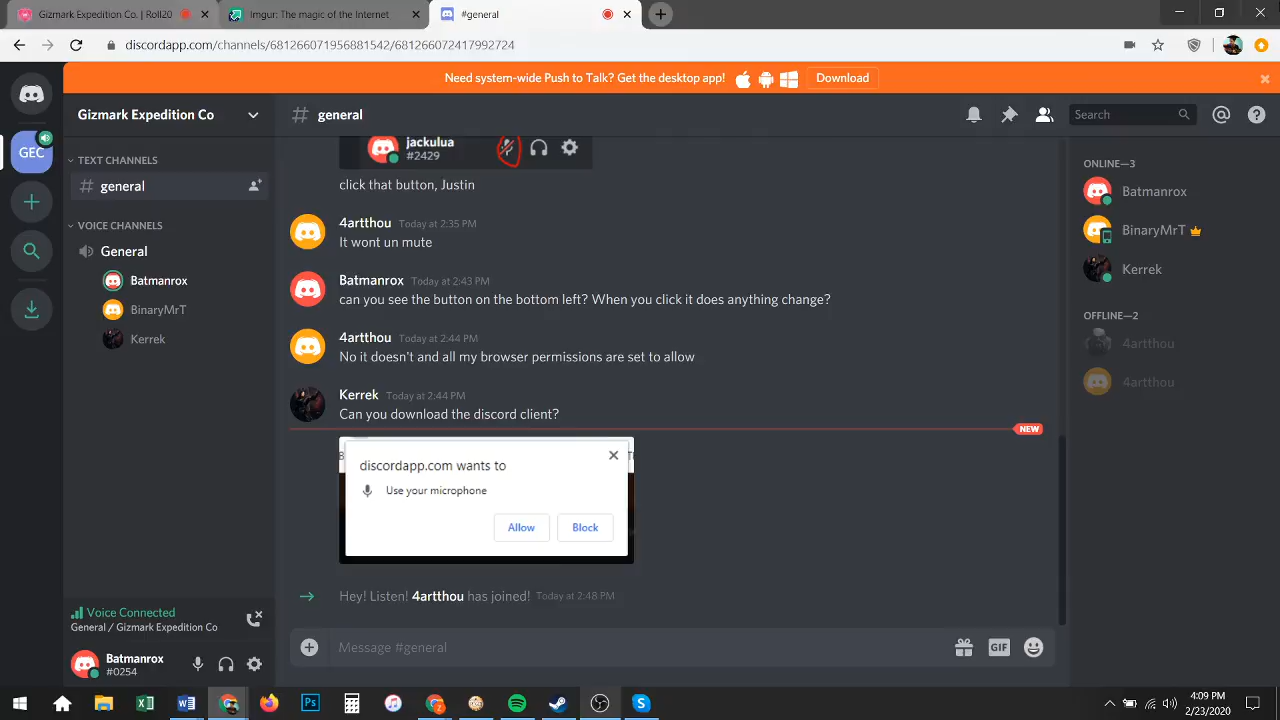 Gizmark Expedition Co. | Roll20
Imgur: The magic of the Internet
#general
discordapp.com/channels/681266071956881542/681266072417992724
Need system-wide Push to Talk? Get the desktop app!
Download
Gizmark Expedition Co
# general
Search
GEC
TEXT CHANNELS
# general
VOICE CHANNELS
General
Batmanrox
BinaryMrT
Kerrek
jackulua
#2429
click that button, Justin
4artthou Today at 2:35 PM
It wont un mute
Batmanrox Today at 2:43 PM
can you see the button on the bottom left? When you click it does anything change?
4artthou Today at 2:44 PM
No it doesn't and all my browser permissions are set to allow
Kerrek Today at 2:44 PM
Can you download the discord client?
NEW
discordapp.com wants to
Use your microphone
Allow
Block
Hey! Listen! 4artthou has joined! Today at 2:48 PM
Message #general
GIF
ONLINE—3
Batmanrox
BinaryMrT
Kerrek
OFFLINE—2
4artthou
4artthou
Voice Connected
General / Gizmark Expedition Co
Batmanrox
#0254
4:09 PM
2/23/2020